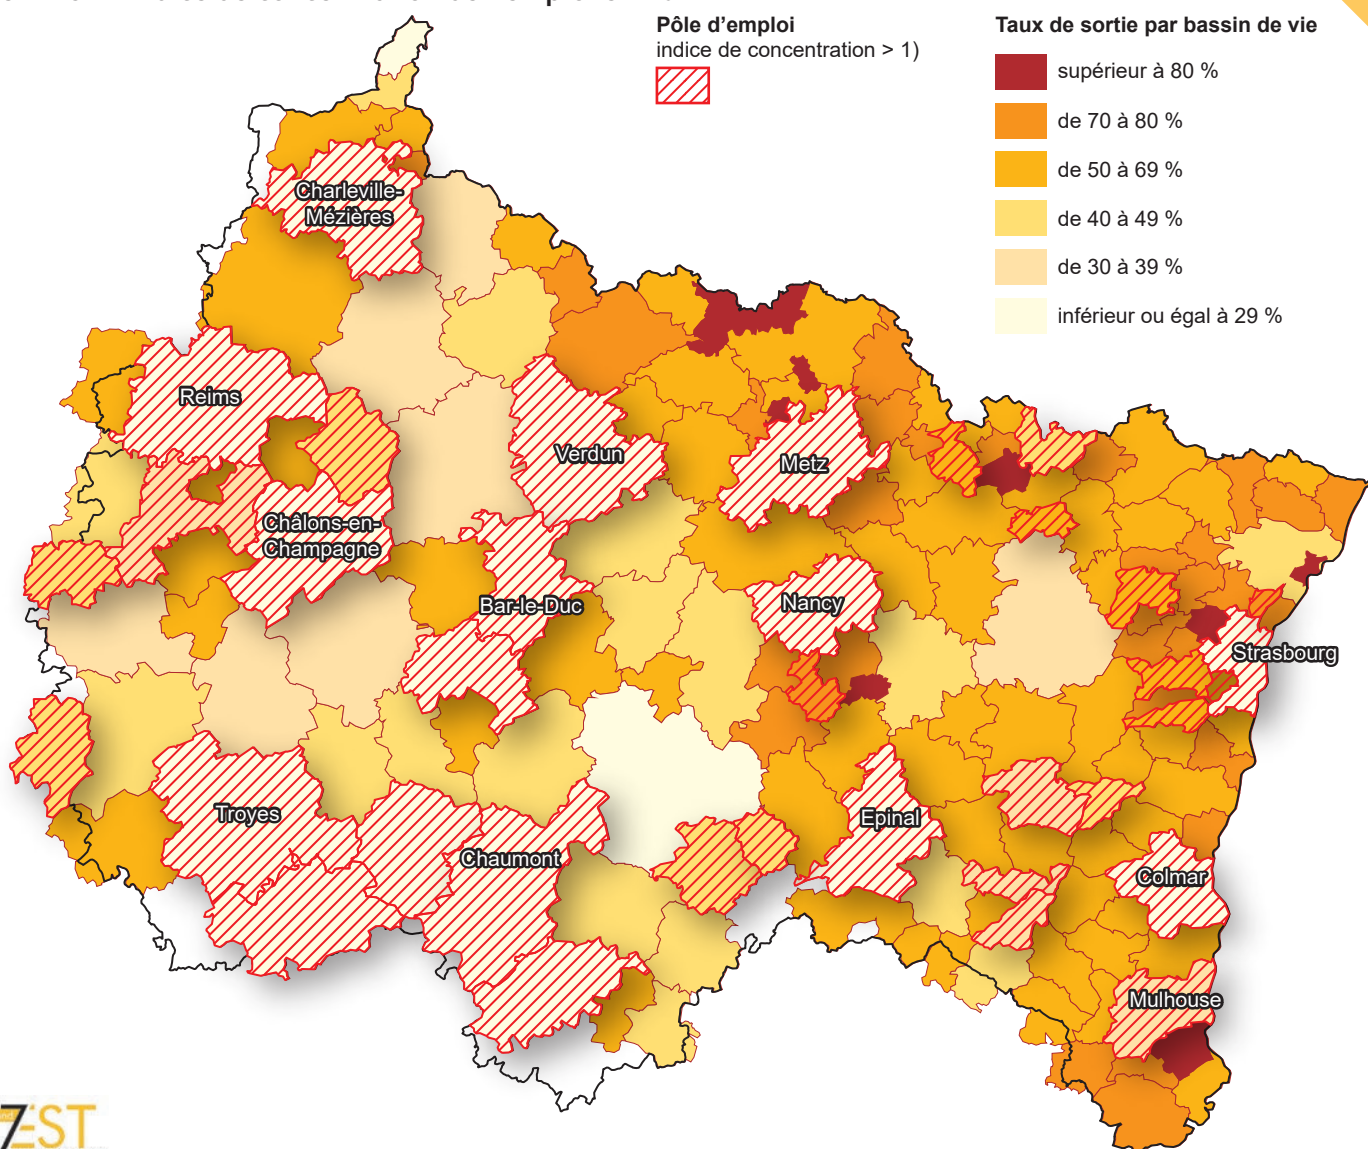 Pôle d'emploi
indice de concentration > 1)
Taux de sortie par bassin de vie
supérieur à 80 %
de 70 à 80 %
de 50 à 69 %
de 40 à 49 %
de 30 à 39 %
inférieur ou égal à 29 %
Charleville-
Mézières
Reims
Verdun
Metz
Châlons-en-
Champagne
Bar-le-Duc
Nancy
Strasbourg
Troyes
Chaumont
Epinal
Colmar
Mulhouse
7EST